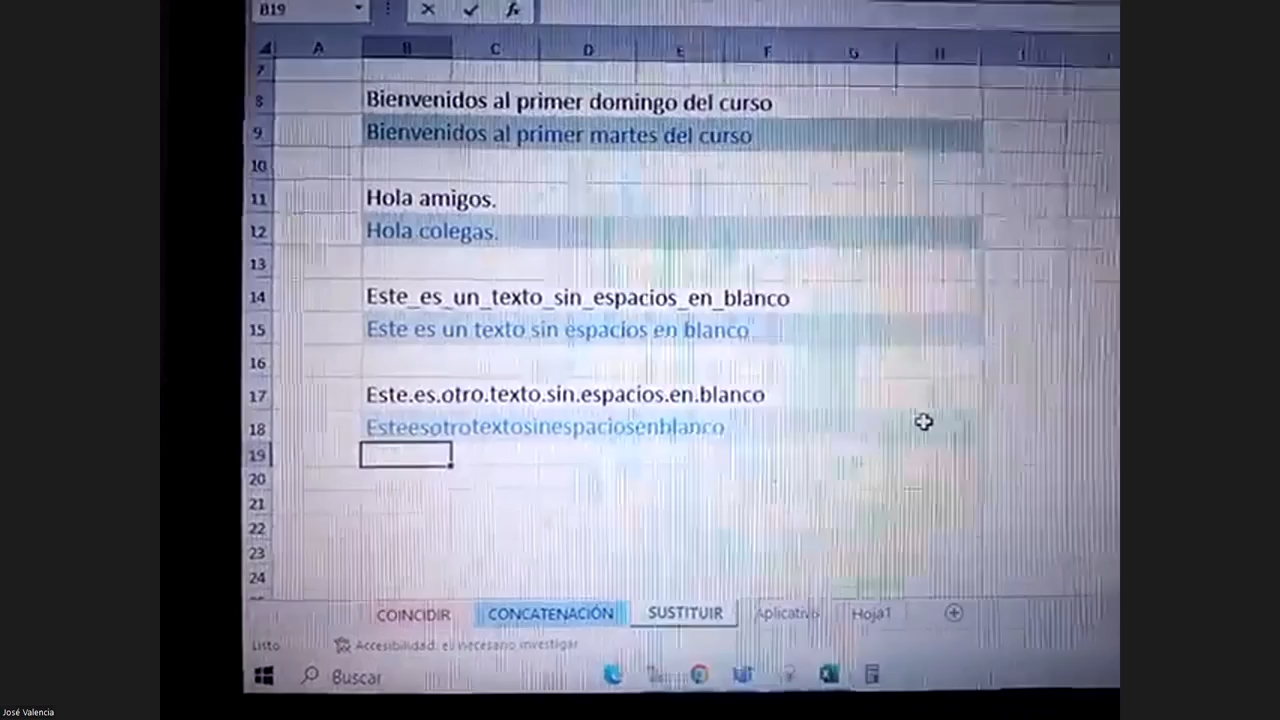 B19
A B C D E F G H
7
8 Bienvenidos al primer domingo del curso
9 Bienvenidos al primer martes del curso
10
11 Hola amigos.
12 Hola colegas.
13
14 Este_es_un_texto_sin_espacios_en_blanco
15 Este es un texto sin espacios en blanco
16
17 Este.es.otro.texto.sin.espacios.en.blanco
18 Esteesotrotextosinespaciosenblanco
19
20
21
22
23
24
COINCIDIR CONCATENACIÓN SUSTITUIR Aplicativo Hoja1
Listo Accesibilidad: es necesario investigar
Buscar
José Valencia